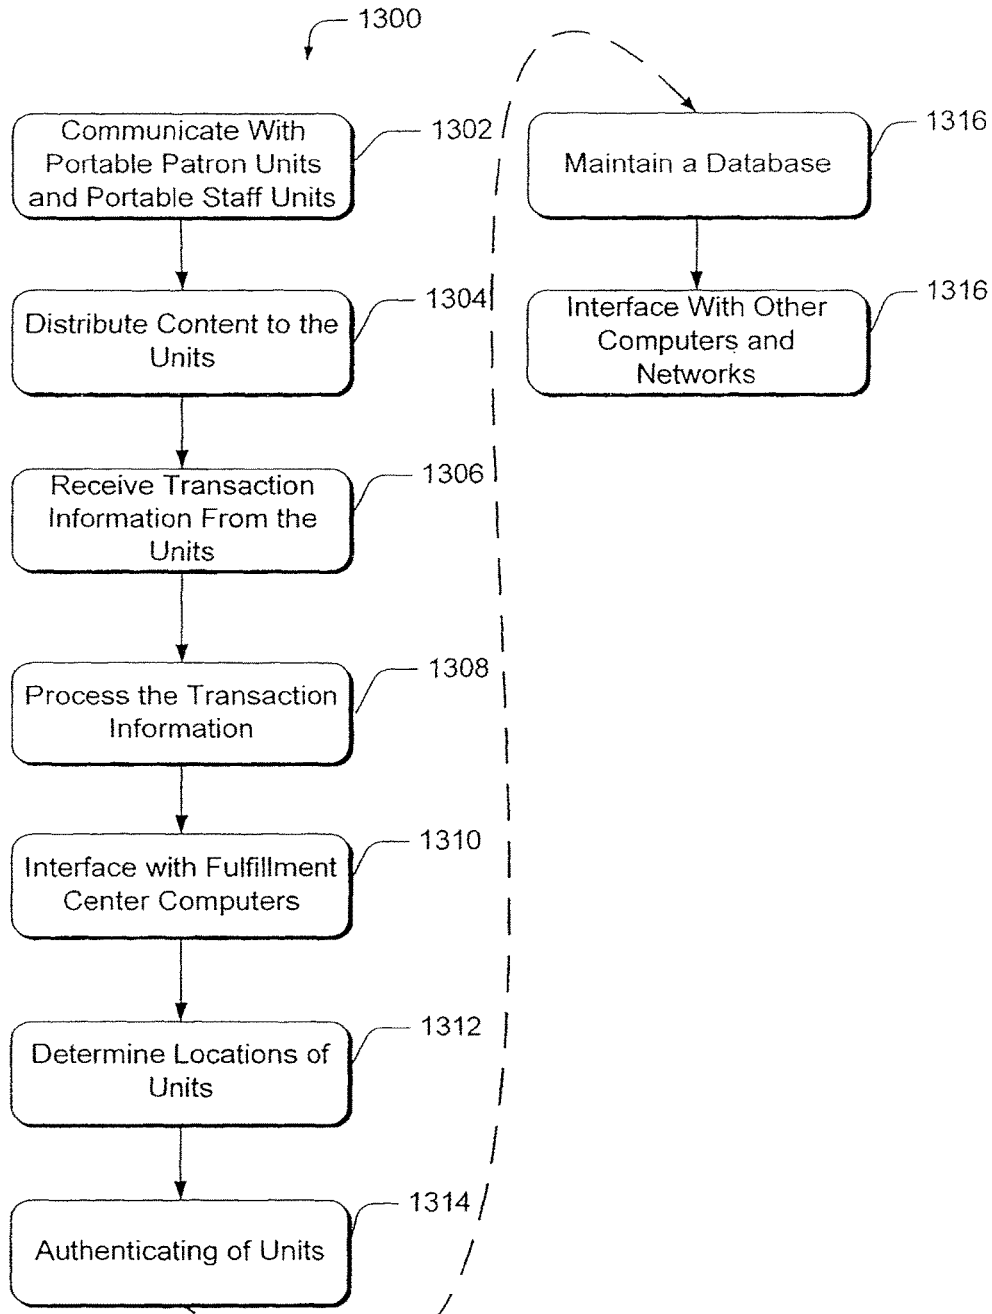 1300
Communicate With
Portable Patron Units
and Portable Staff Units
1302
Distribute Content to the
Units
1304
Receive Transaction
Information From the
Units
1306
Process the Transaction
Information
1308
Interface with Fulfillment
Center Computers
1310
Determine Locations of
Units
1312
Authenticating of Units
1314
Maintain a Database
1316
Interface With Other
Computers and
Networks
1316